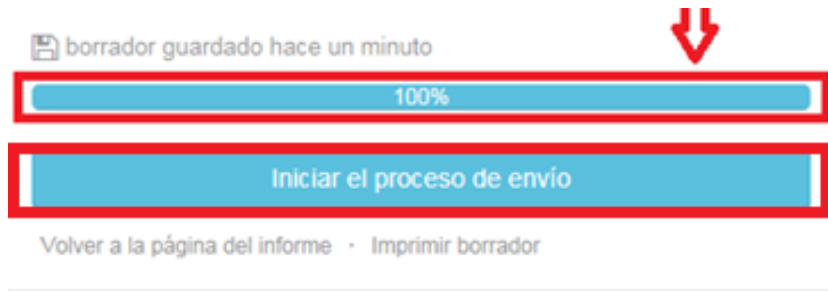 borrador guardado hace un minuto
100%
Iniciar el proceso de envío
Volver a la página del informe · Imprimir borrador